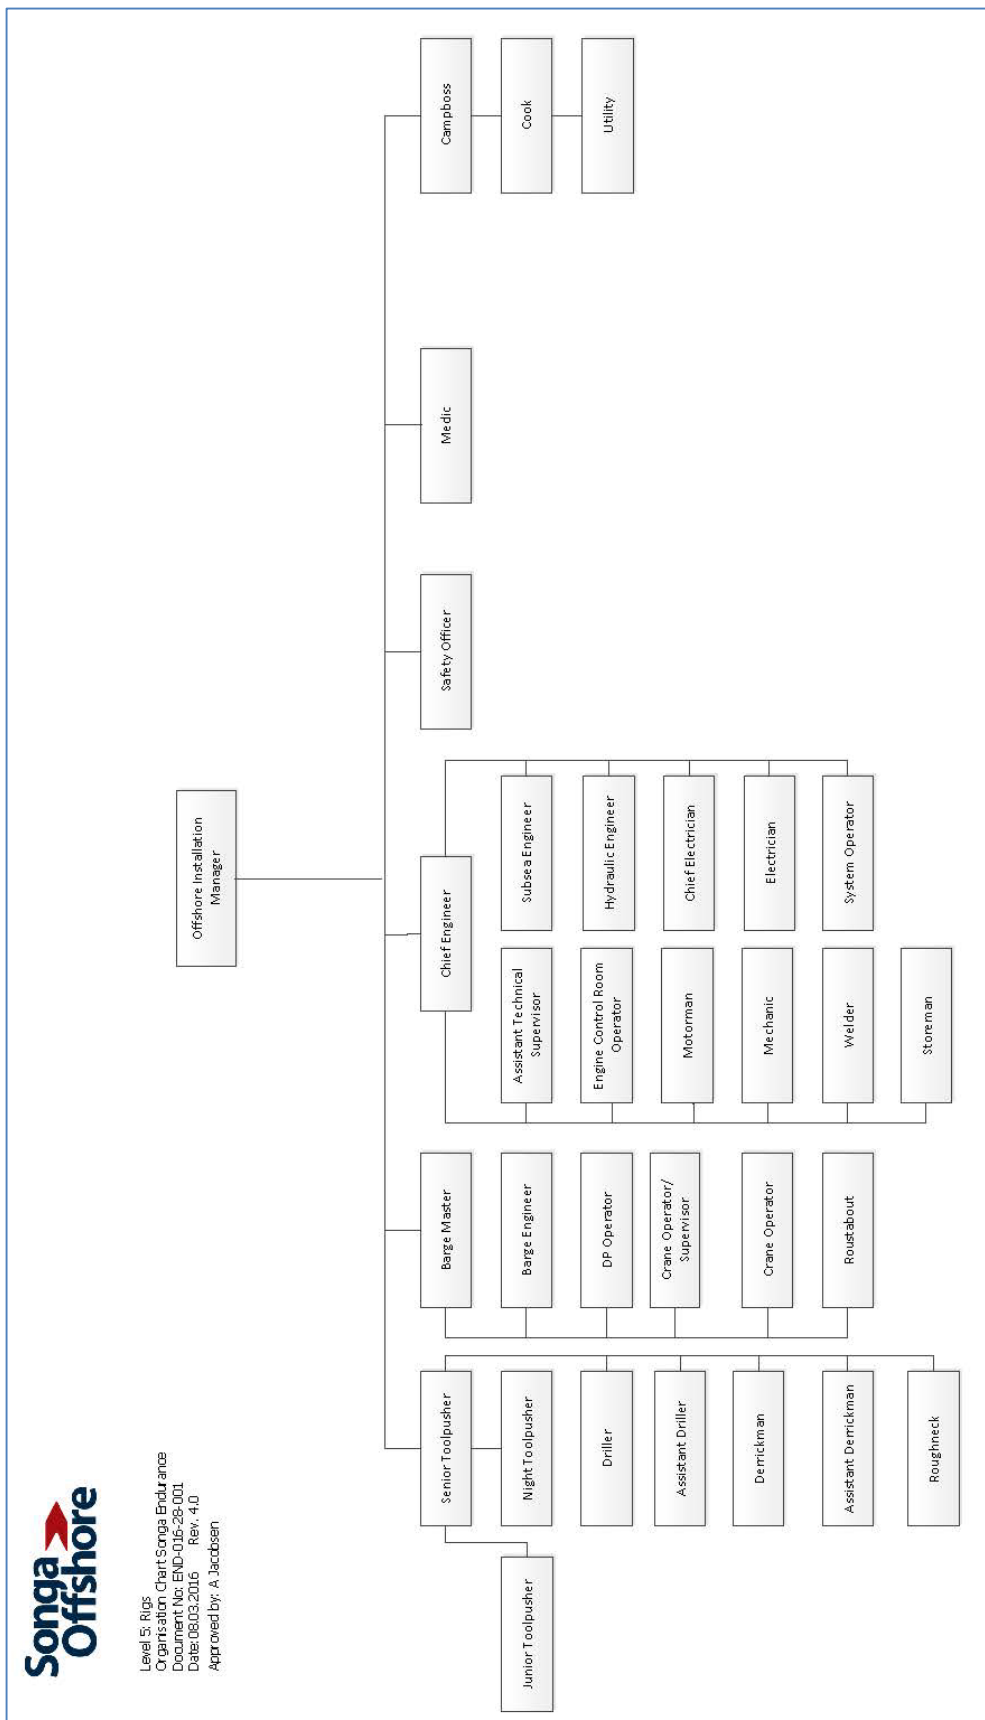 Songa
Offshore
Level 5: Rigs
Organisation Chart Songa Endurance
Document No: END-016-28-001
Date: 08.03.2016 Rev. 4.0
Approved by: A Jacobsen
Offshore Installation
Manager
Senior Toolpusher
Barge Master
Chief Engineer
Safety Officer
Medic
Campboss
Junior Toolpusher
Night Toolpusher
Driller
Assistant Driller
Derrickman
Assistant Derrickman
Roughneck
Barge Engineer
DP Operator
Crane Operator/
Supervisor
Crane Operator
Roustabout
Assistant Technical
Supervisor
Engine Control Room
Operator
Motorman
Mechanic
Welder
Storeman
Subsea Engineer
Hydraulic Engineer
Chief Electrician
Electrician
System Operator
Cook
Utility